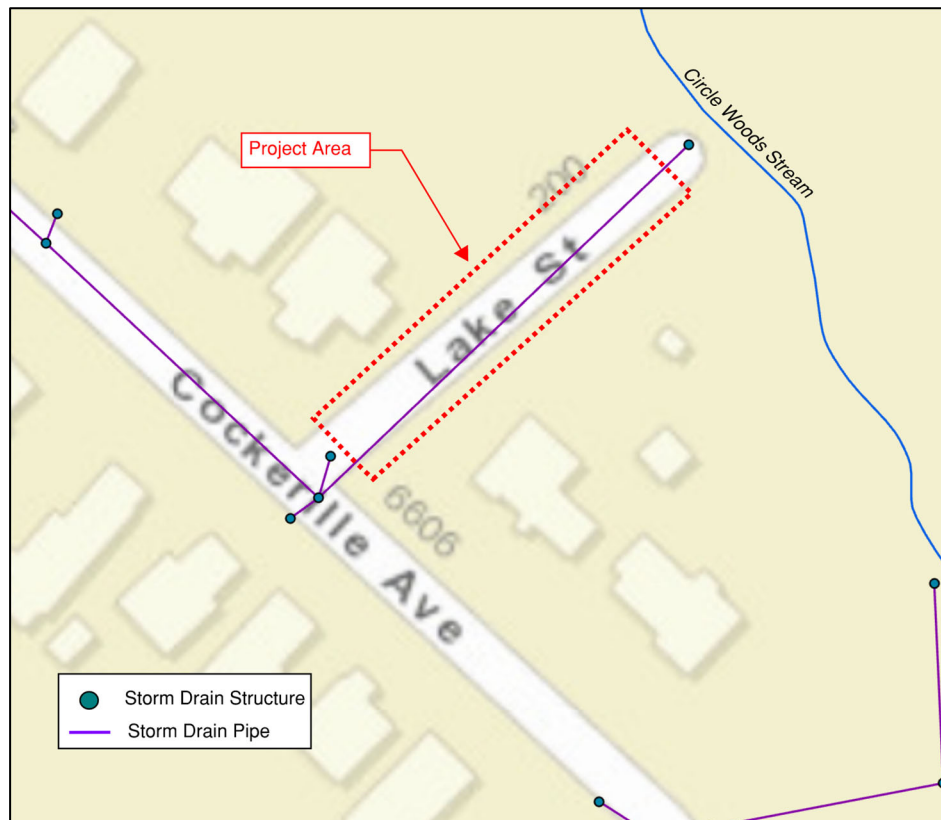 Circle Woods Stream
Project Area
200
Lake St
Cockerille Ave
6606
Storm Drain Structure
Storm Drain Pipe